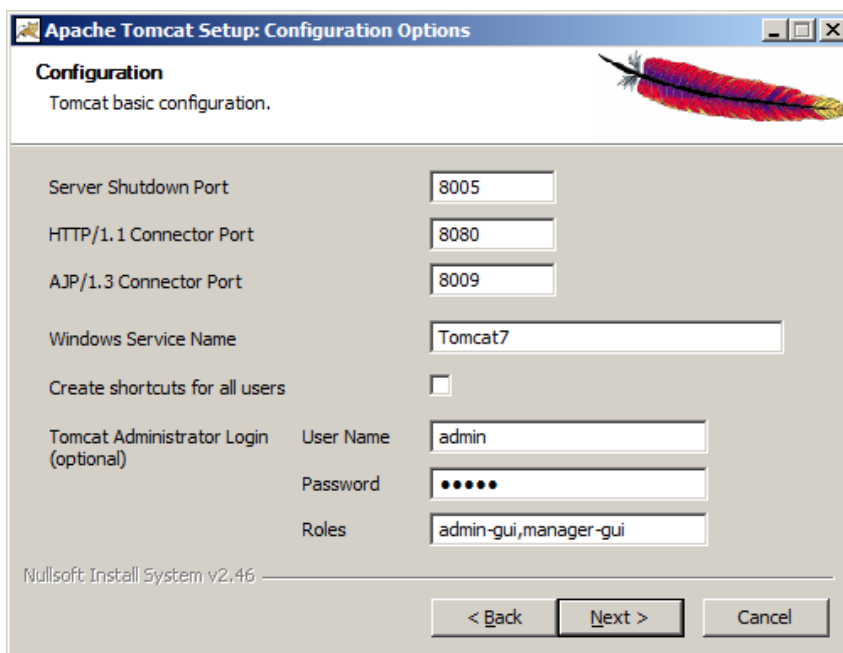 Apache Tomcat Setup: Configuration Options
Configuration
Tomcat basic configuration.
Server Shutdown Port 8005
HTTP/1.1 Connector Port 8080
AJP/1.3 Connector Port 8009
Windows Service Name Tomcat7
Create shortcuts for all users
Tomcat Administrator Login User Name admin
(optional)
Password ●●●●●
Roles admin-gui,manager-gui
Nullsoft Install System v2.46
< Back Next > Cancel